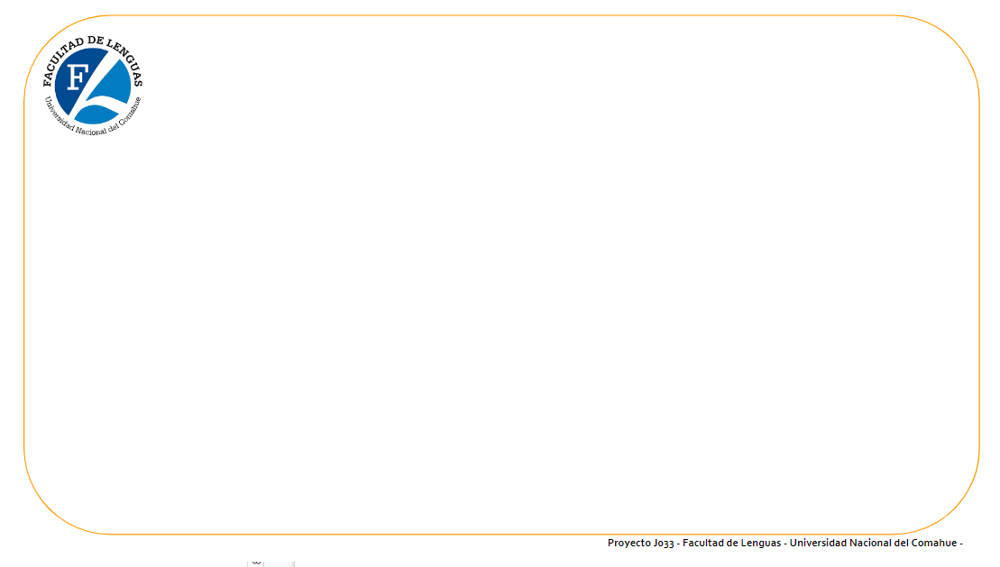 FACULTAD DE LENGUAS
F
Universidad Nacional del Comahue
Proyecto J033 - Facultad de Lenguas - Universidad Nacional del Comahue -